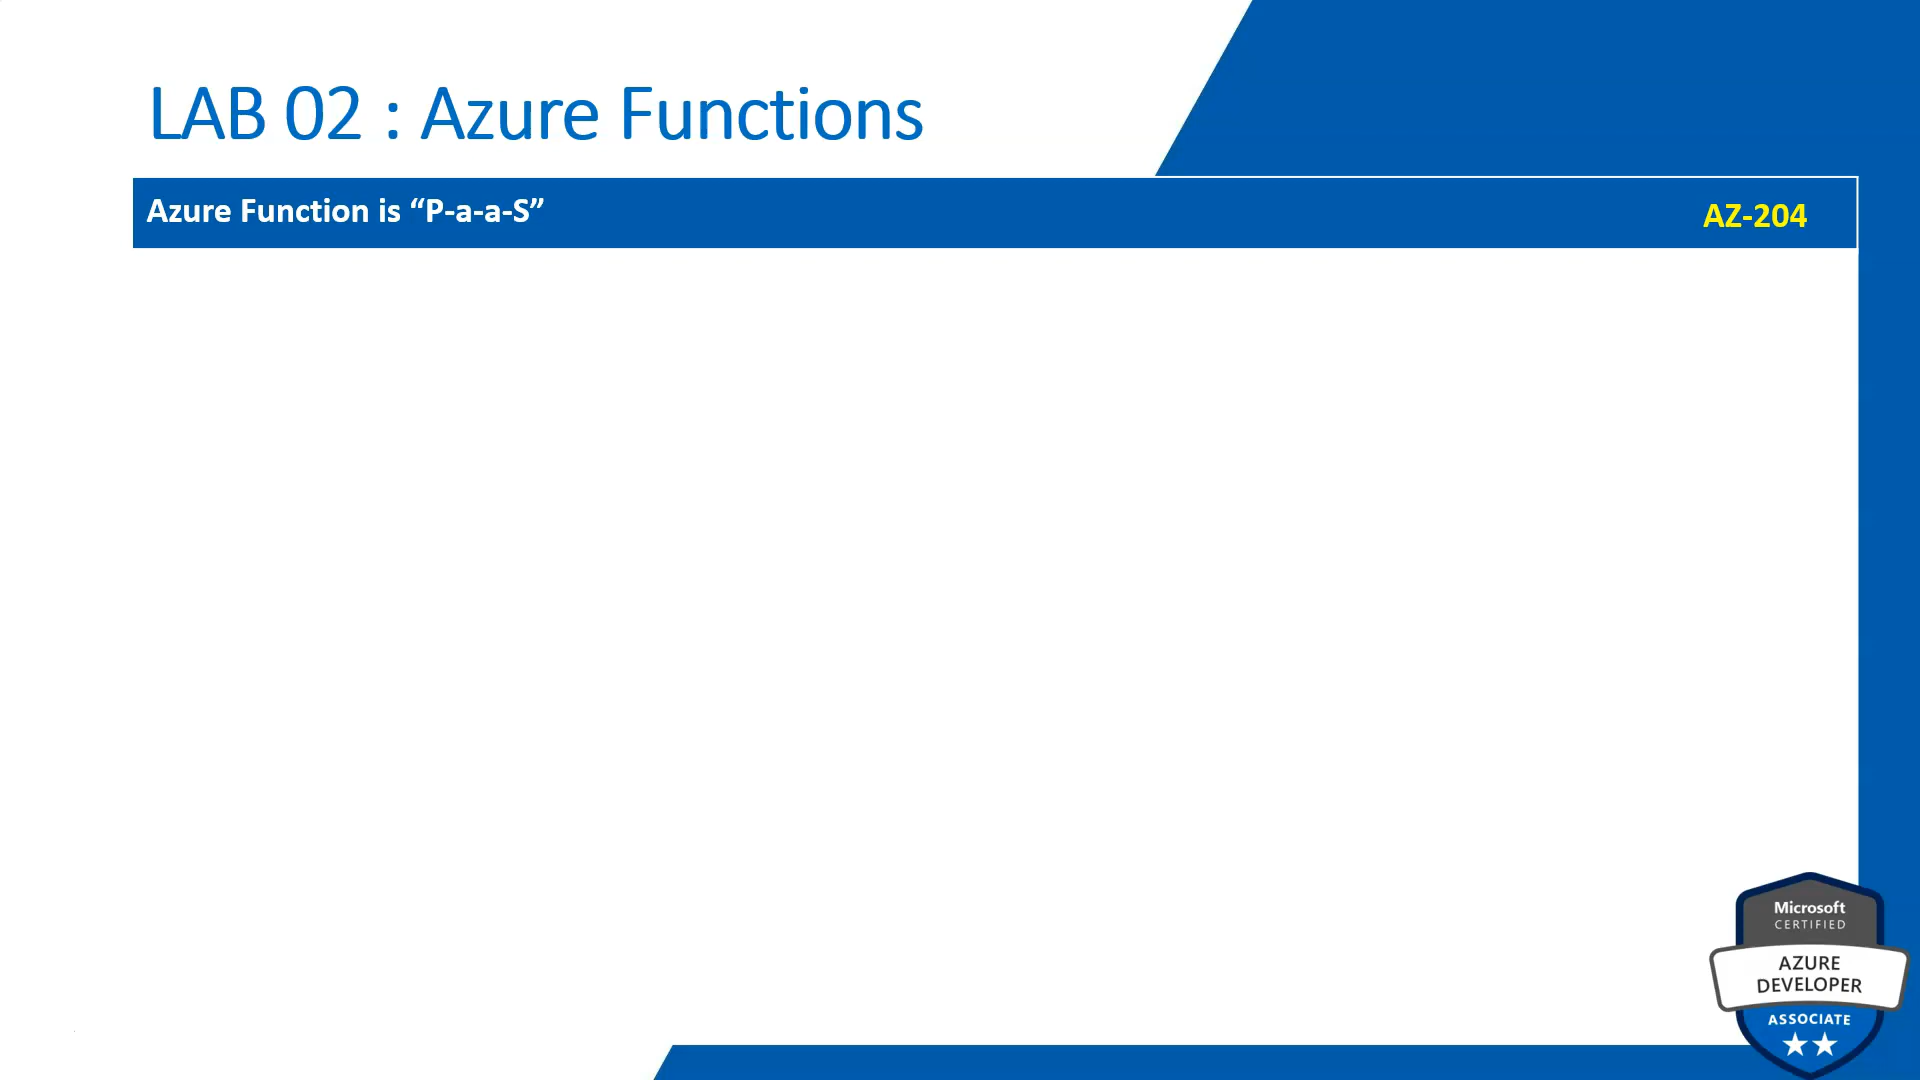 LAB 02 : Azure Functions
Azure Function is “P-a-a-S”
AZ-204
Microsoft
CERTIFIED
AZURE
DEVELOPER
ASSOCIATE